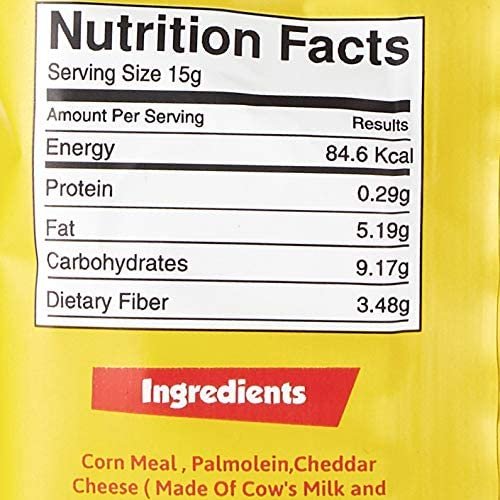 Nutrition Facts
Serving Size 15g
Amount Per Serving Results
Energy 84.6 Kcal
Protein 0.29g
Fat 5.19g
Carbohydrates 9.17g
Dietary Fiber 3.48g
Ingredients
Corn Meal , Palmolein,Cheddar
Cheese ( Made Of Cow's Milk and